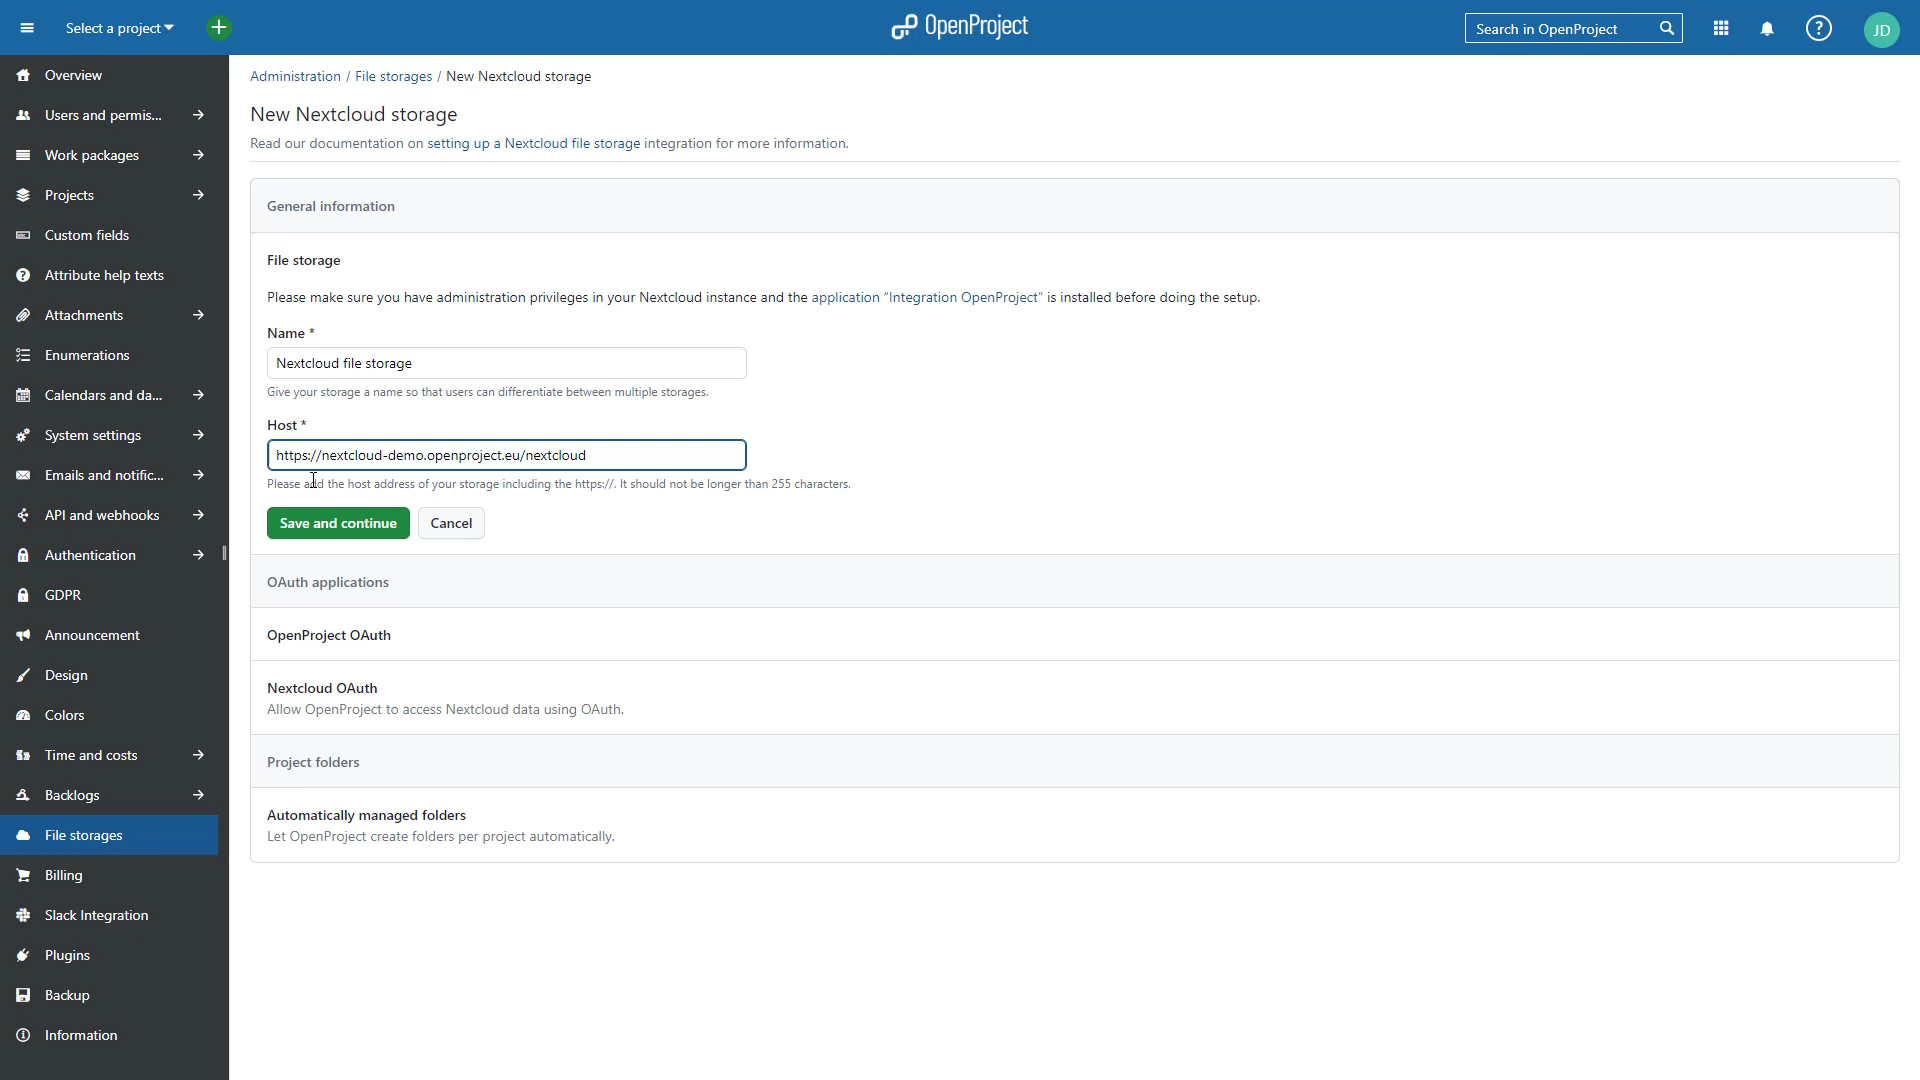 Select a project
OpenProject
Search in OpenProject
JD
Overview
Users and permis...
Work packages
Projects
Custom fields
Attribute help texts
Attachments
Enumerations
Calendars and da...
System settings
Emails and notific...
API and webhooks
Authentication
GDPR
Announcement
Design
Colors
Time and costs
Backlogs
File storages
Billing
Slack Integration
Plugins
Backup
Information
Administration / File storages / New Nextcloud storage
New Nextcloud storage
Read our documentation on setting up a Nextcloud file storage integration for more information.
General information
File storage
Please make sure you have administration privileges in your Nextcloud instance and the application “Integration OpenProject” is installed before doing the setup.
Name *
Nextcloud file storage
Give your storage a name so that users can differentiate between multiple storages.
Host *
https://nextcloud-demo.openproject.eu/nextcloud
Please add the host address of your storage including the https://. It should not be longer than 255 characters.
Save and continue
Cancel
OAuth applications
OpenProject OAuth
Nextcloud OAuth
Allow OpenProject to access Nextcloud data using OAuth.
Project folders
Automatically managed folders
Let OpenProject create folders per project automatically.